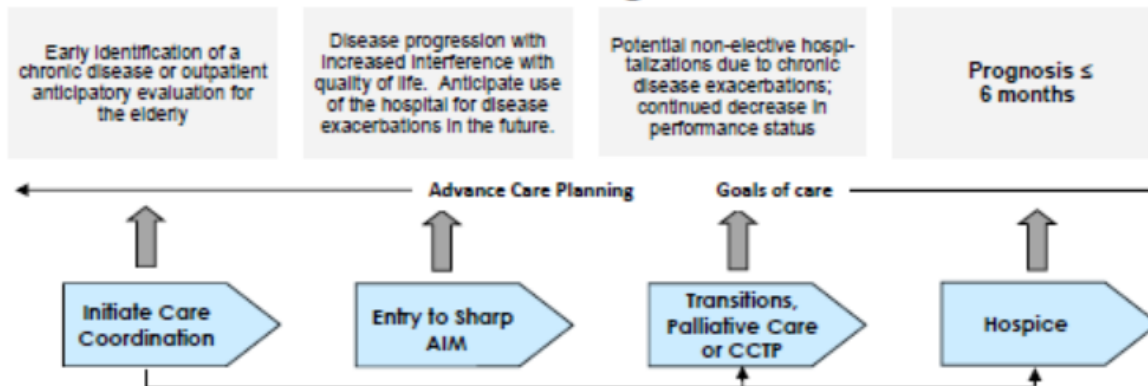 Early identification of a
chronic disease or outpatient
anticipatory evaluation for
the elderly
Disease progression with
increased interference with
quality of life. Anticipate use
of the hospital for disease
exacerbations in the future.
Potential non-elective hospi-
talizations due to chronic
disease exacerbations;
continued decrease in
performance status
Prognosis ≤
6 months
Advance Care Planning
Goals of care
Initiate Care
Coordination
Entry to Sharp
AIM
Transitions,
Palliative Care
or CCTP
Hospice